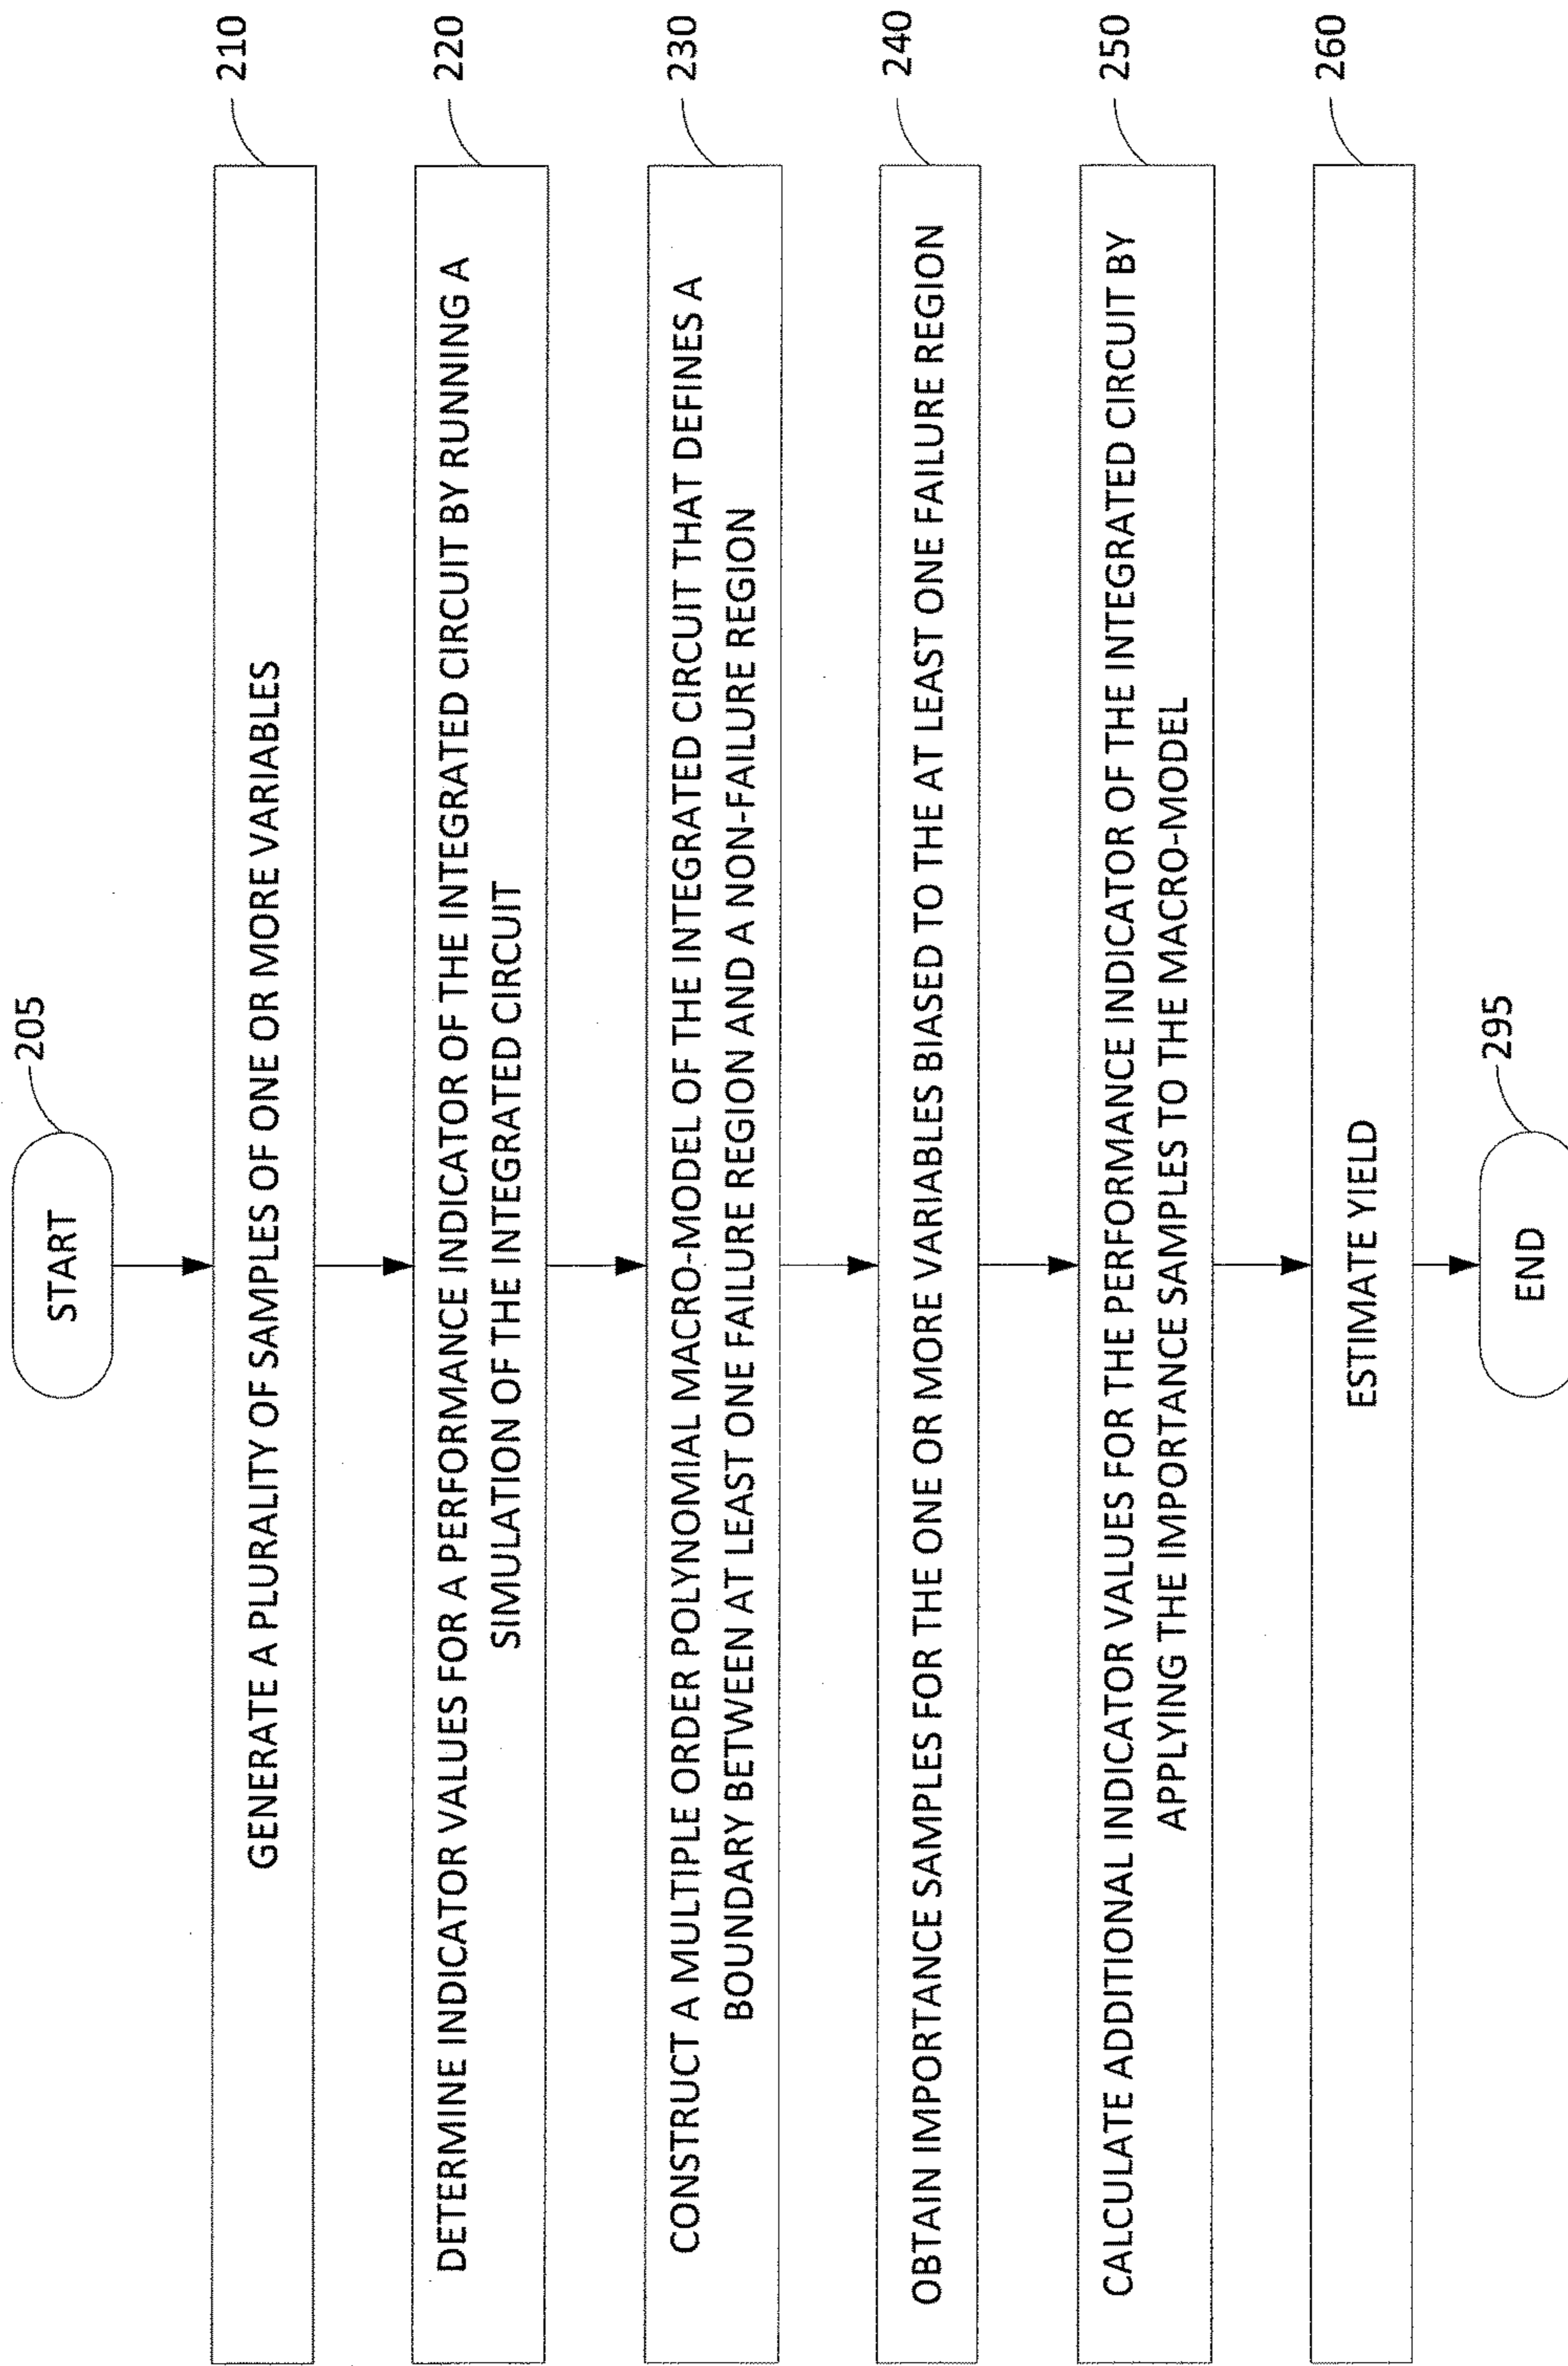 START
205
GENERATE A PLURALITY OF SAMPLES OF ONE OR MORE VARIABLES
210
DETERMINE INDICATOR VALUES FOR A PERFORMANCE INDICATOR OF THE INTEGRATED CIRCUIT BY RUNNING A
SIMULATION OF THE INTEGRATED CIRCUIT
220
CONSTRUCT A MULTIPLE ORDER POLYNOMIAL MACRO-MODEL OF THE INTEGRATED CIRCUIT THAT DEFINES A
BOUNDARY BETWEEN AT LEAST ONE FAILURE REGION AND A NON-FAILURE REGION
230
OBTAIN IMPORTANCE SAMPLES FOR THE ONE OR MORE VARIABLES BIASED TO THE AT LEAST ONE FAILURE REGION
240
CALCULATE ADDITIONAL INDICATOR VALUES FOR THE PERFORMANCE INDICATOR OF THE INTEGRATED CIRCUIT BY
APPLYING THE IMPORTANCE SAMPLES TO THE MACRO-MODEL
250
ESTIMATE YIELD
260
END
295